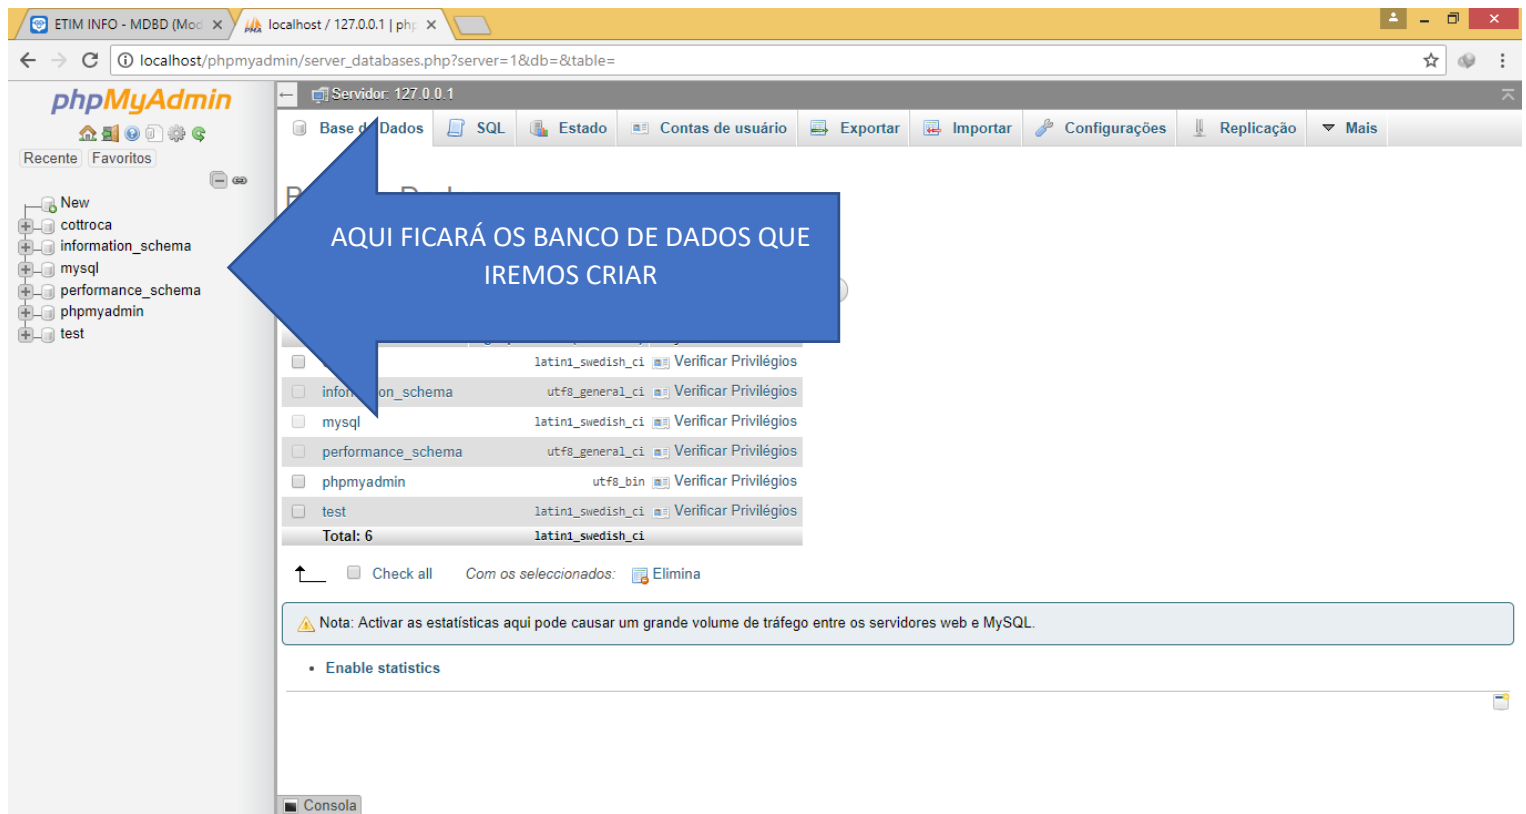 ETIM INFO - MDBD (Mod
localhost / 127.0.0.1 | php
localhost/phpmyadmin/server_databases.php?server=1&db=&table=
phpMyAdmin
Recente Favoritos
New
cottroca
information_schema
mysql
performance_schema
phpmyadmin
test
Servidor: 127.0.0.1
Base de Dados SQL Estado Contas de usuário Exportar Importar Configurações Replicação Mais
AQUI FICARÁ OS BANCO DE DADOS QUE
IREMOS CRIAR
latin1_swedish_ci Verificar Privilégios
information_schema utf8_general_ci Verificar Privilégios
mysql latin1_swedish_ci Verificar Privilégios
performance_schema utf8_general_ci Verificar Privilégios
phpmyadmin utf8_bin Verificar Privilégios
test latin1_swedish_ci Verificar Privilégios
Total: 6 latin1_swedish_ci
Check all Com os seleccionados: Elimina
Nota: Activar as estatísticas aqui pode causar um grande volume de tráfego entre os servidores web e MySQL.
• Enable statistics
Consola